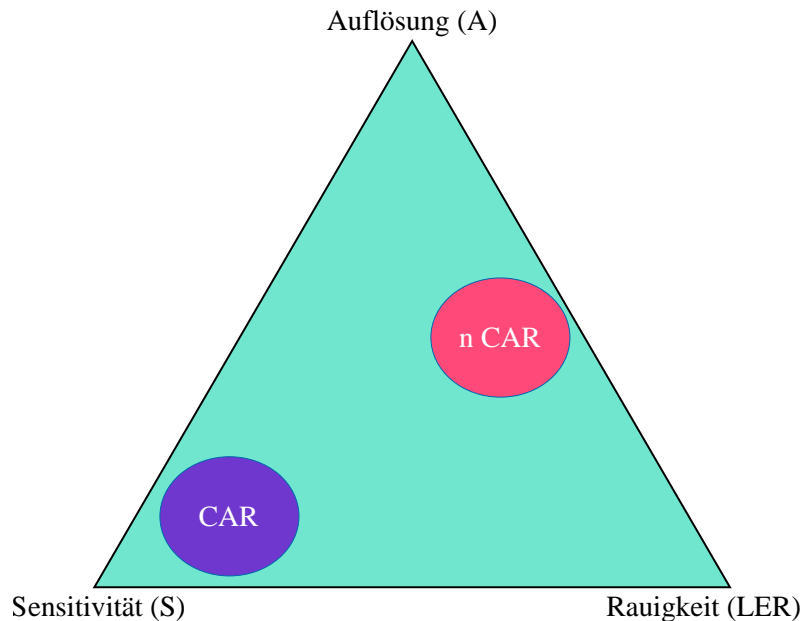 Auflösung (A)
n CAR
CAR
Sensitivität (S)
Rauigkeit (LER)